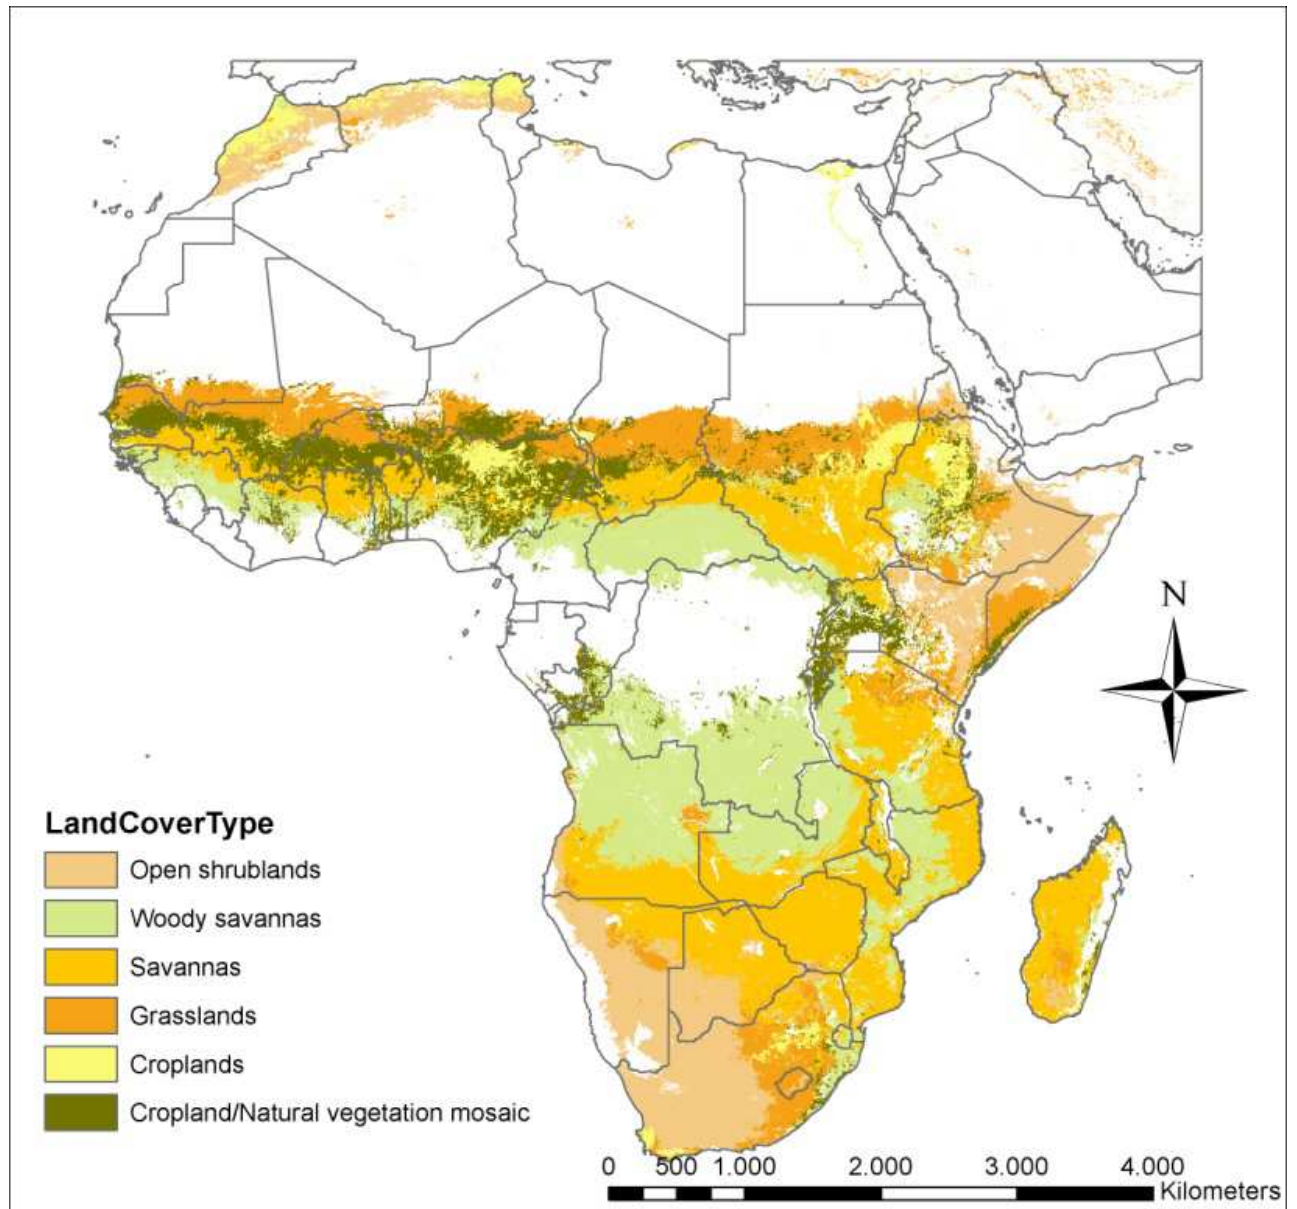 N
LandCoverType
Open shrublands
Woody savannas
Savannas
Grasslands
Croplands
Cropland/Natural vegetation mosaic
0 500 1.000 2.000 3.000 4.000
Kilometers